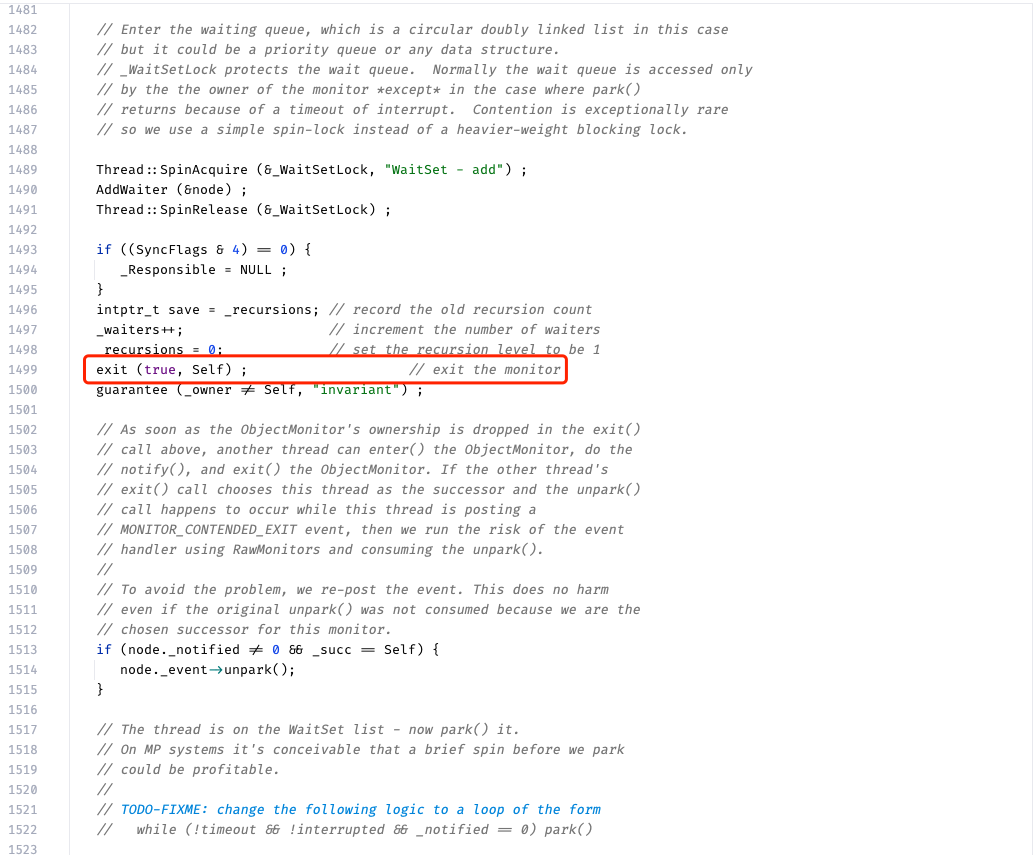 1481
1482 // Enter the waiting queue, which is a circular doubly linked list in this case
1483 // but it could be a priority queue or any data structure.
1484 // _WaitSetLock protects the wait queue.  Normally the wait queue is accessed only
1485 // by the the owner of the monitor *except* in the case where park()
1486 // returns because of a timeout of interrupt.  Contention is exceptionally rare
1487 // so we use a simple spin-lock instead of a heavier-weight blocking lock.
1488
1489 Thread::SpinAcquire (&_WaitSetLock, "WaitSet - add") ;
1490 AddWaiter (&node) ;
1491 Thread::SpinRelease (&_WaitSetLock) ;
1492
1493 if ((SyncFlags & 4) == 0) {
1494    _Responsible = NULL ;
1495 }
1496 intptr_t save = _recursions; // record the old recursion count
1497 _waiters++;                  // increment the number of waiters
1498 _recursions = 0;             // set the recursion level to be 1
1499 exit (true, Self) ;                    // exit the monitor
1500 guarantee (_owner != Self, "invariant") ;
1501
1502 // As soon as the ObjectMonitor's ownership is dropped in the exit()
1503 // call above, another thread can enter() the ObjectMonitor, do the
1504 // notify(), and exit() the ObjectMonitor. If the other thread's
1505 // exit() call chooses this thread as the successor and the unpark()
1506 // call happens to occur while this thread is posting a
1507 // MONITOR_CONTENDED_EXIT event, then we run the risk of the event
1508 // handler using RawMonitors and consuming the unpark().
1509 //
1510 // To avoid the problem, we re-post the event. This does no harm
1511 // even if the original unpark() was not consumed because we are the
1512 // chosen successor for this monitor.
1513 if (node._notified != 0 && _succ == Self) {
1514    node._event->unpark();
1515 }
1516
1517 // The thread is on the WaitSet list - now park() it.
1518 // On MP systems it's conceivable that a brief spin before we park
1519 // could be profitable.
1520 //
1521 // TODO-FIXME: change the following logic to a loop of the form
1522 //   while (!timeout && !interrupted && _notified == 0) park()
1523